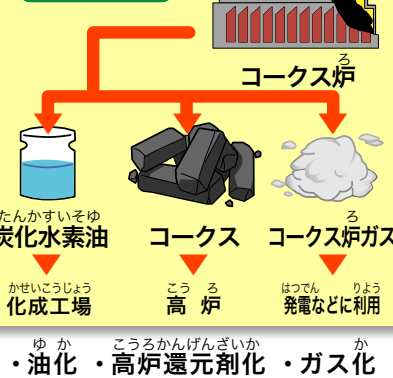 コークス炉
ろ
たんかすいそゆ
炭化水素油
コークス
コークス炉ガス
ろ
かせいこうじょう
化成工場
こう ろ
高炉
はつでん りよう
発電などに利用
ゆか
・油化
こうろかんげんざいか
・高炉還元剤化
か
・ガス化